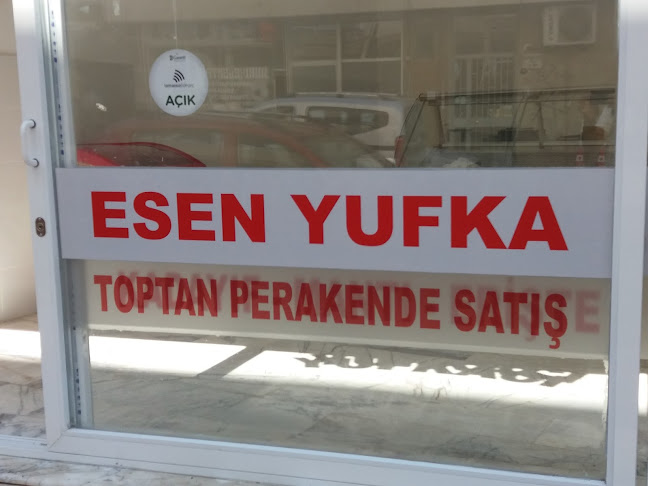 AÇIK
ESEN YUFKA
TOPTAN PERAKENDE SATIŞ